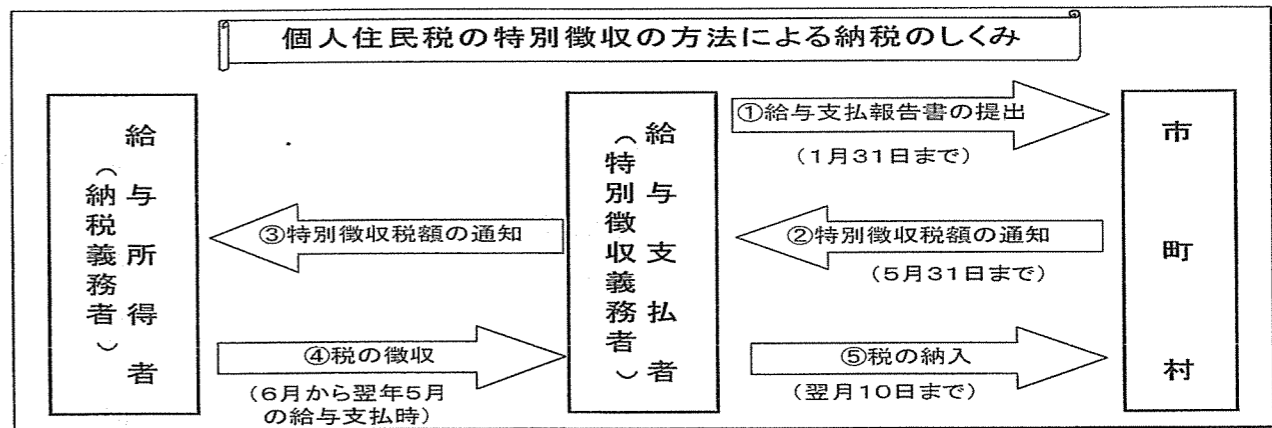 個人住民税の特別徴収の方法による納税のしくみ
給与所得者
(納税義務者)
給与支払者
(特別徴収義務者)
市町村
①給与支払報告書の提出
(1月31日まで)
②特別徴収税額の通知
(5月31日まで)
③特別徴収税額の通知
④税の徴収
(6月から翌年5月
の給与支払時)
⑤税の納入
(翌月10日まで)